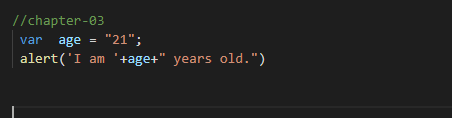 //chapter-03
var  age = "21";
alert('I am '+age+" years old.")